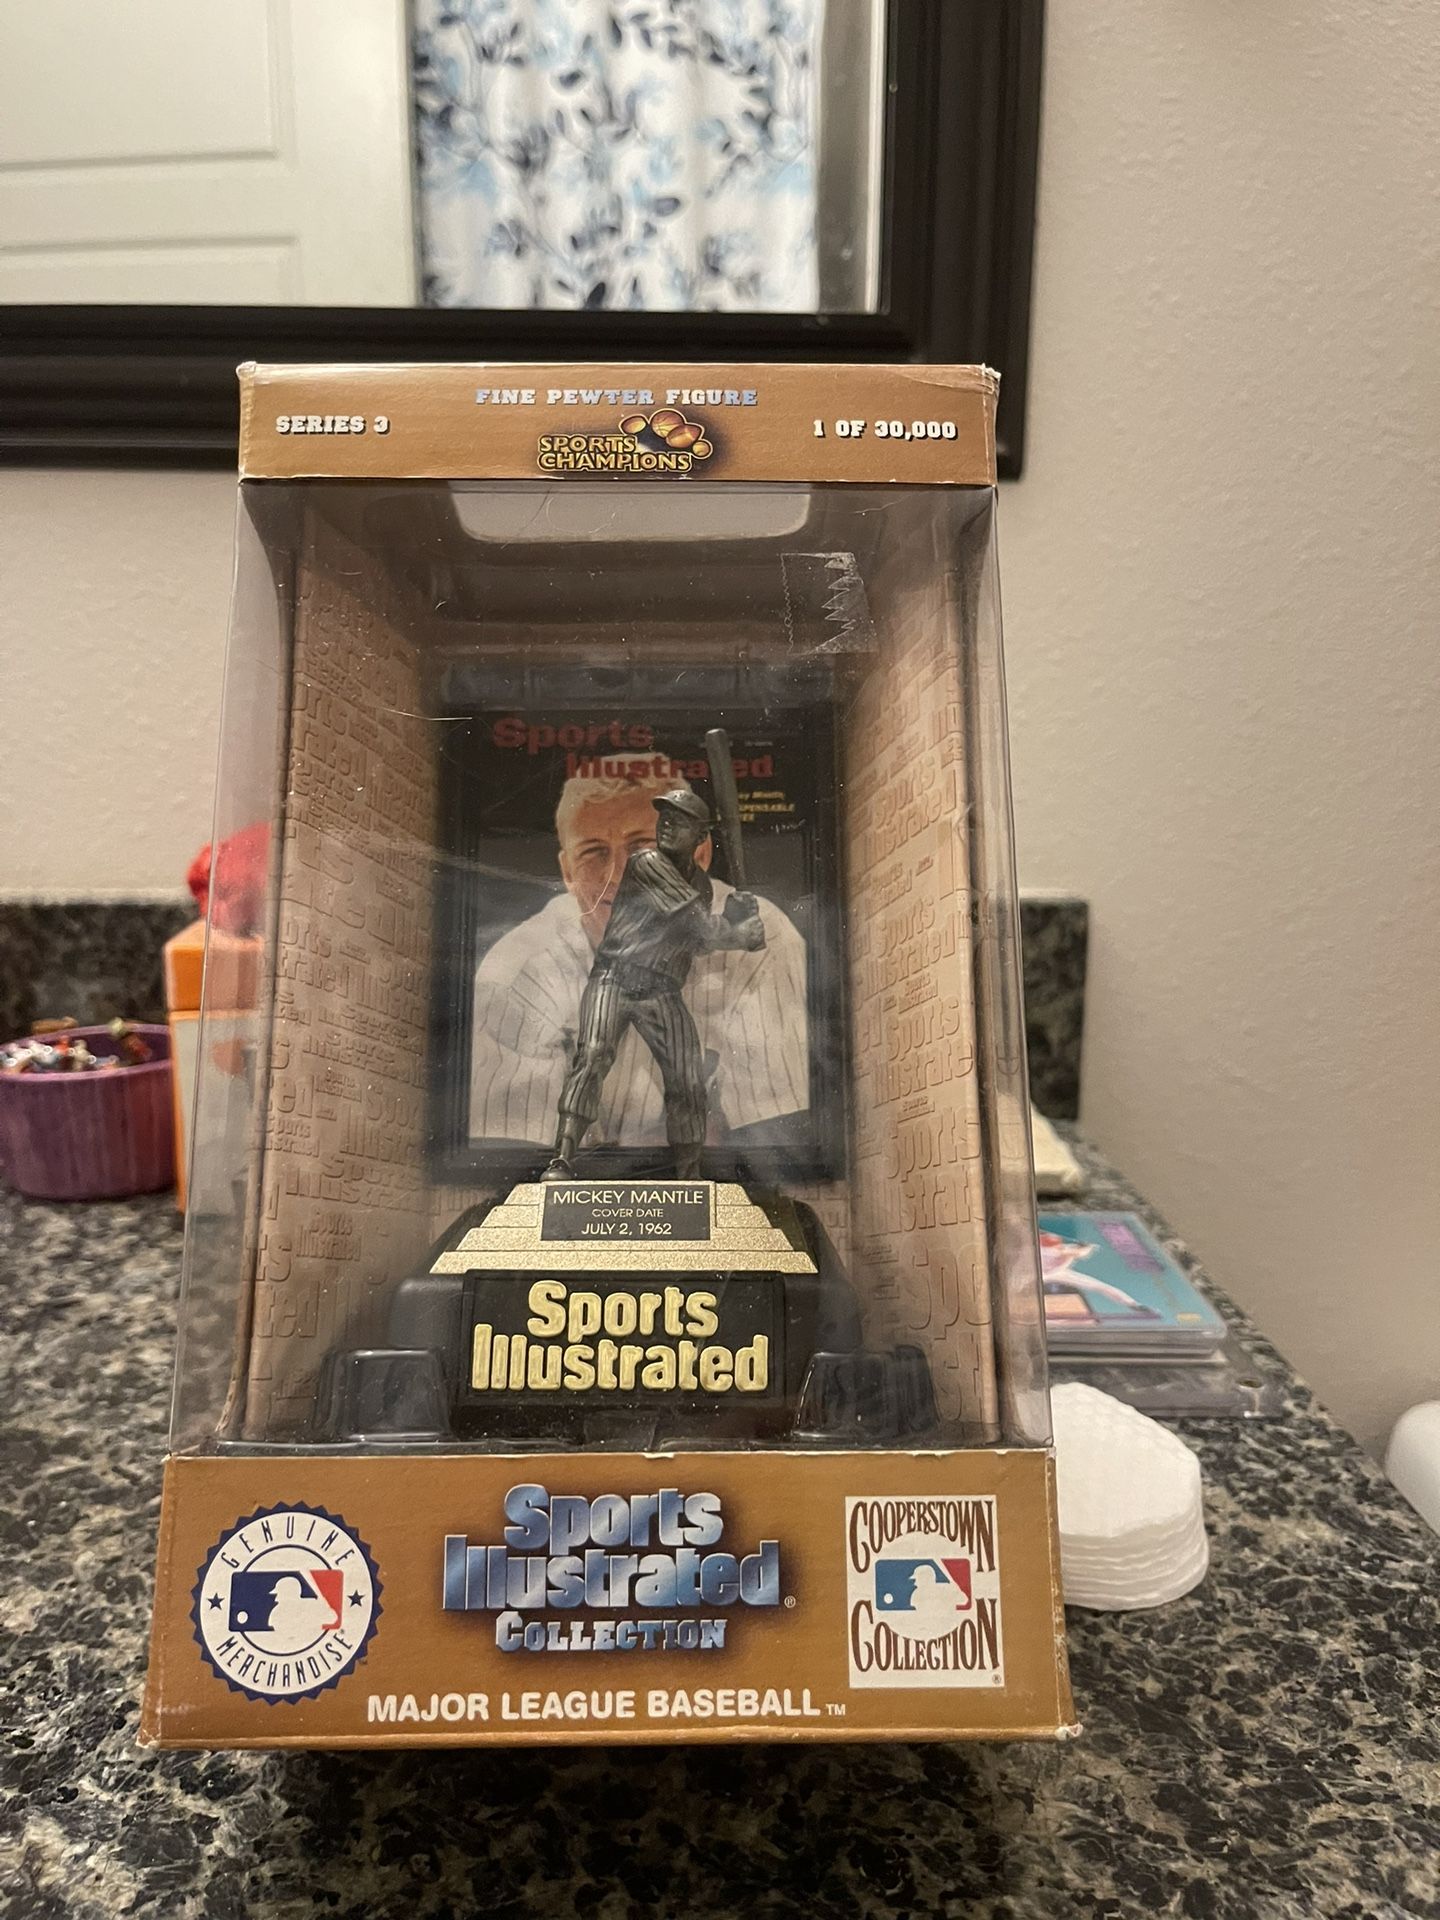 FINE PEWTER FIGURE
SERIES 3
SPORTS
CHAMPIONS
1 OF 30,000
Sports
Illustrated
MICKEY MANTLE
COVER DATE
JULY 2, 1962
Sports
Illustrated
GENUINE
MERCHANDISE
Sports
Illustrated®
COLLECTION
COOPERSTOWN
COLLECTION®
MAJOR LEAGUE BASEBALL™